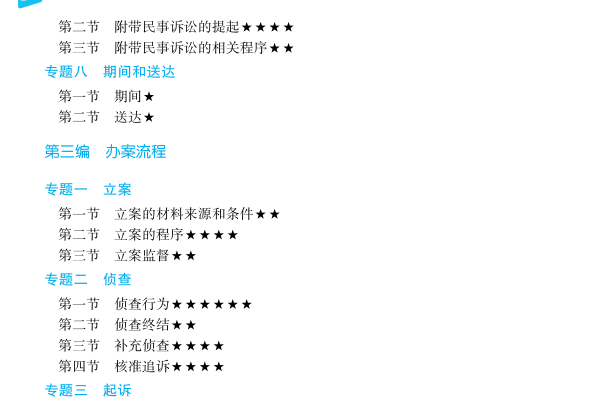 第二节　附带民事诉讼的提起★★★★
第三节　附带民事诉讼的相关程序★★
专题八　期间和送达
第一节　期间★
第二节　送达★
第三编　办案流程
专题一　立案
第一节　立案的材料来源和条件★★
第二节　立案的程序★★★★
第三节　立案监督★★
专题二　侦查
第一节　侦查行为★★★★★★
第二节　侦查终结★★
第三节　补充侦查★★★★
第四节　核准追诉★★★★
专题三　起诉